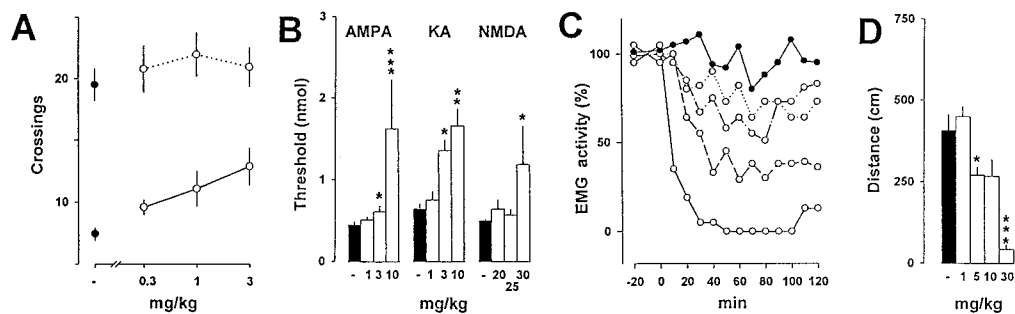 A
Crossings
20
10
-
0.3
1
3
mg/kg
B
AMPA KA NMDA
Threshold (nmol)
3
2
1
0
*
***
*
**
*
- 1 3 10 - 1 3 10 - 20 25 30
mg/kg
C
EMG activity (%)
100
50
0
-20 0 20 40 60 80 100 120
min
D
Distance (cm)
750
500
250
0
*
***
- 1 5 10 30
mg/kg